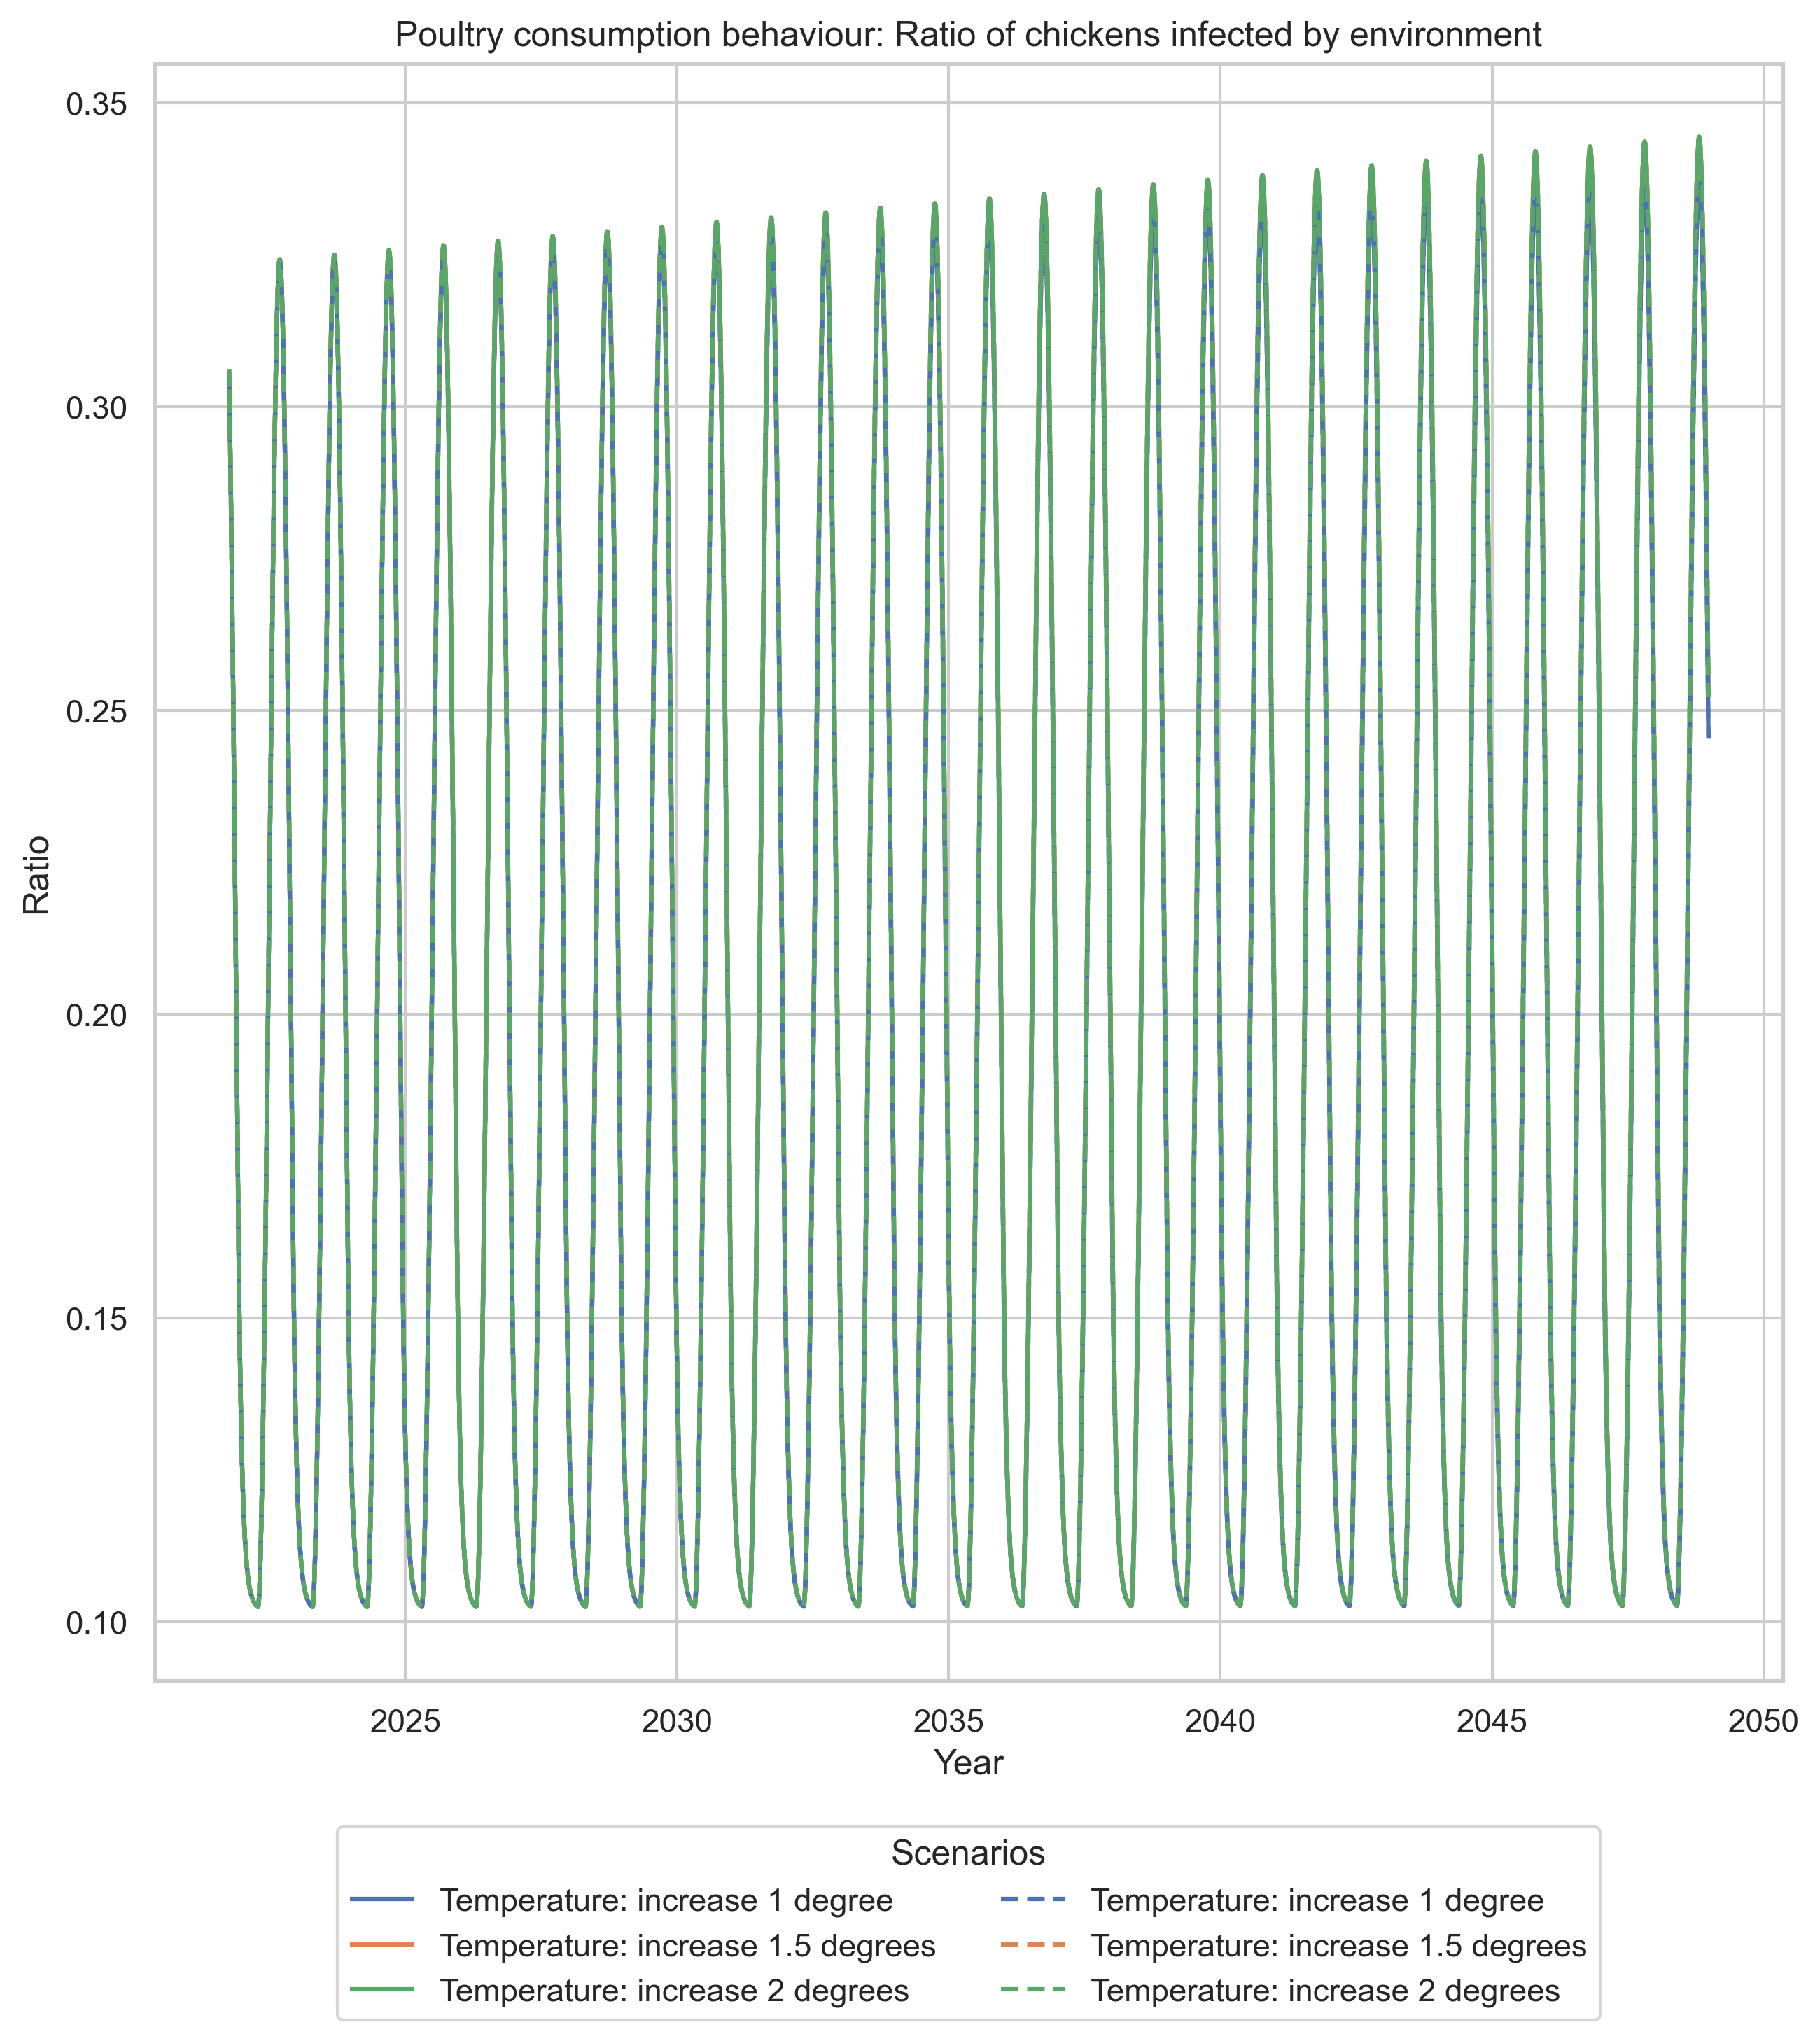 Poultry consumption behaviour: Ratio of chickens infected by environment
0.35
0.30
0.25
0.20
0.15
0.10
Ratio
2025 2030 2035 2040 2045 2050
Year
Scenarios
Temperature: increase 1 degree Temperature: increase 1 degree
Temperature: increase 1.5 degrees Temperature: increase 1.5 degrees
Temperature: increase 2 degrees Temperature: increase 2 degrees